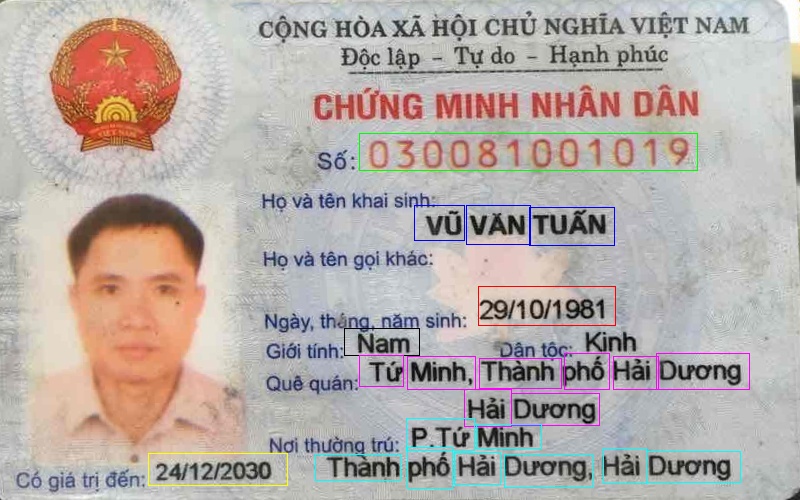 CỘNG HÒA XÃ HỘI CHỦ NGHĨA VIỆT NAM
Độc lập - Tự do - Hạnh phúc
CHỨNG MINH NHÂN DÂN
Số: 030081001019
Họ và tên khai sinh:
VŨ VĂN TUẤN
Họ và tên gọi khác:
Ngày, tháng, năm sinh: 29/10/1981
Giới tính: Nam Dân tộc: Kinh
Quê quán: Tứ Minh, Thành phố Hải Dương
Hải Dương
Nơi thường trú: P.Tứ Minh
Thành phố Hải Dương, Hải Dương
Có giá trị đến: 24/12/2030